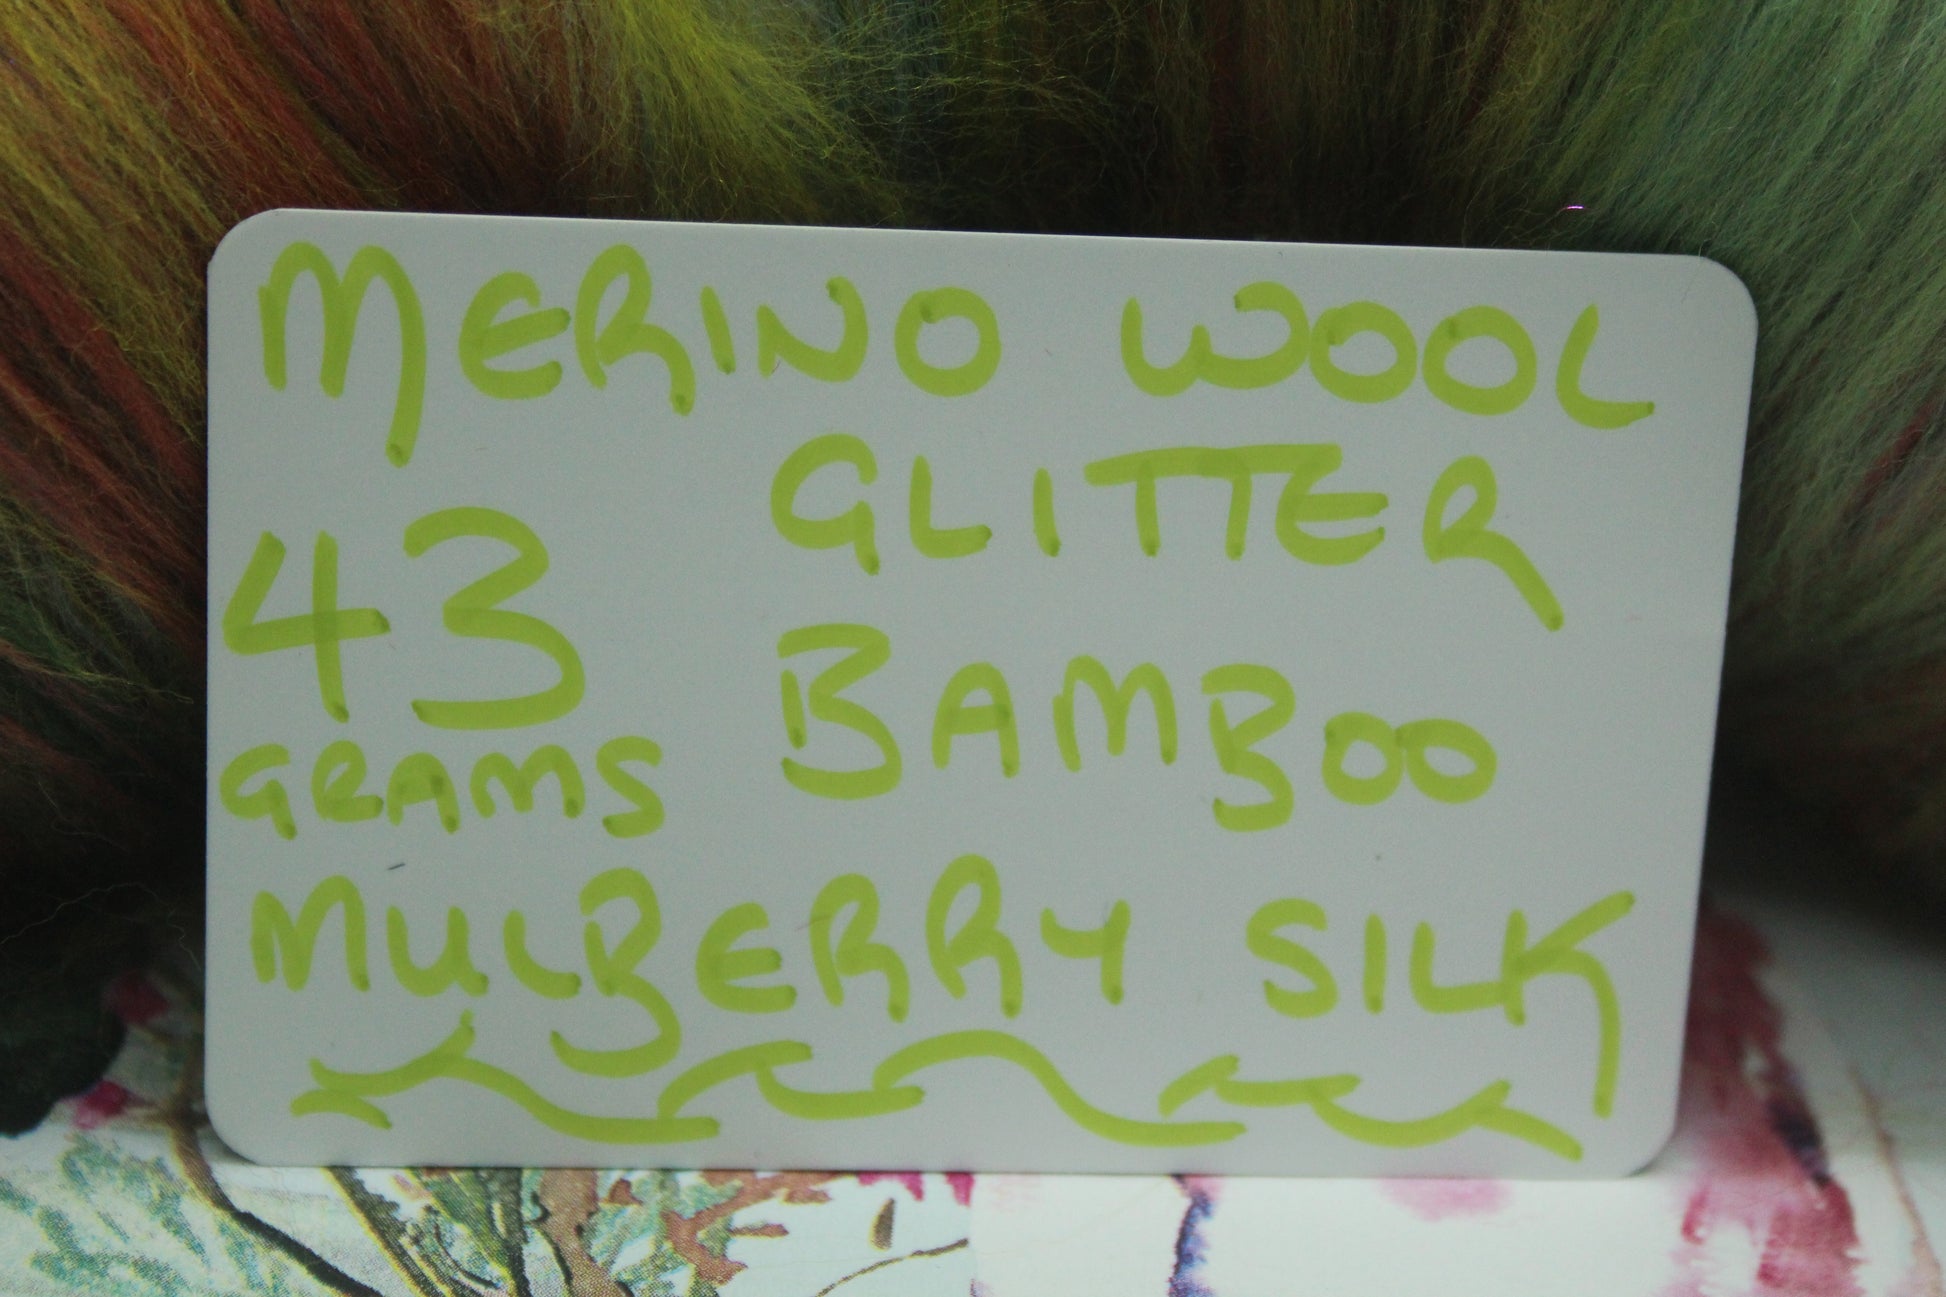 MERINO WOOL
GLITTER
43
GRAMS
BAMBOO
MULBERRY SILK